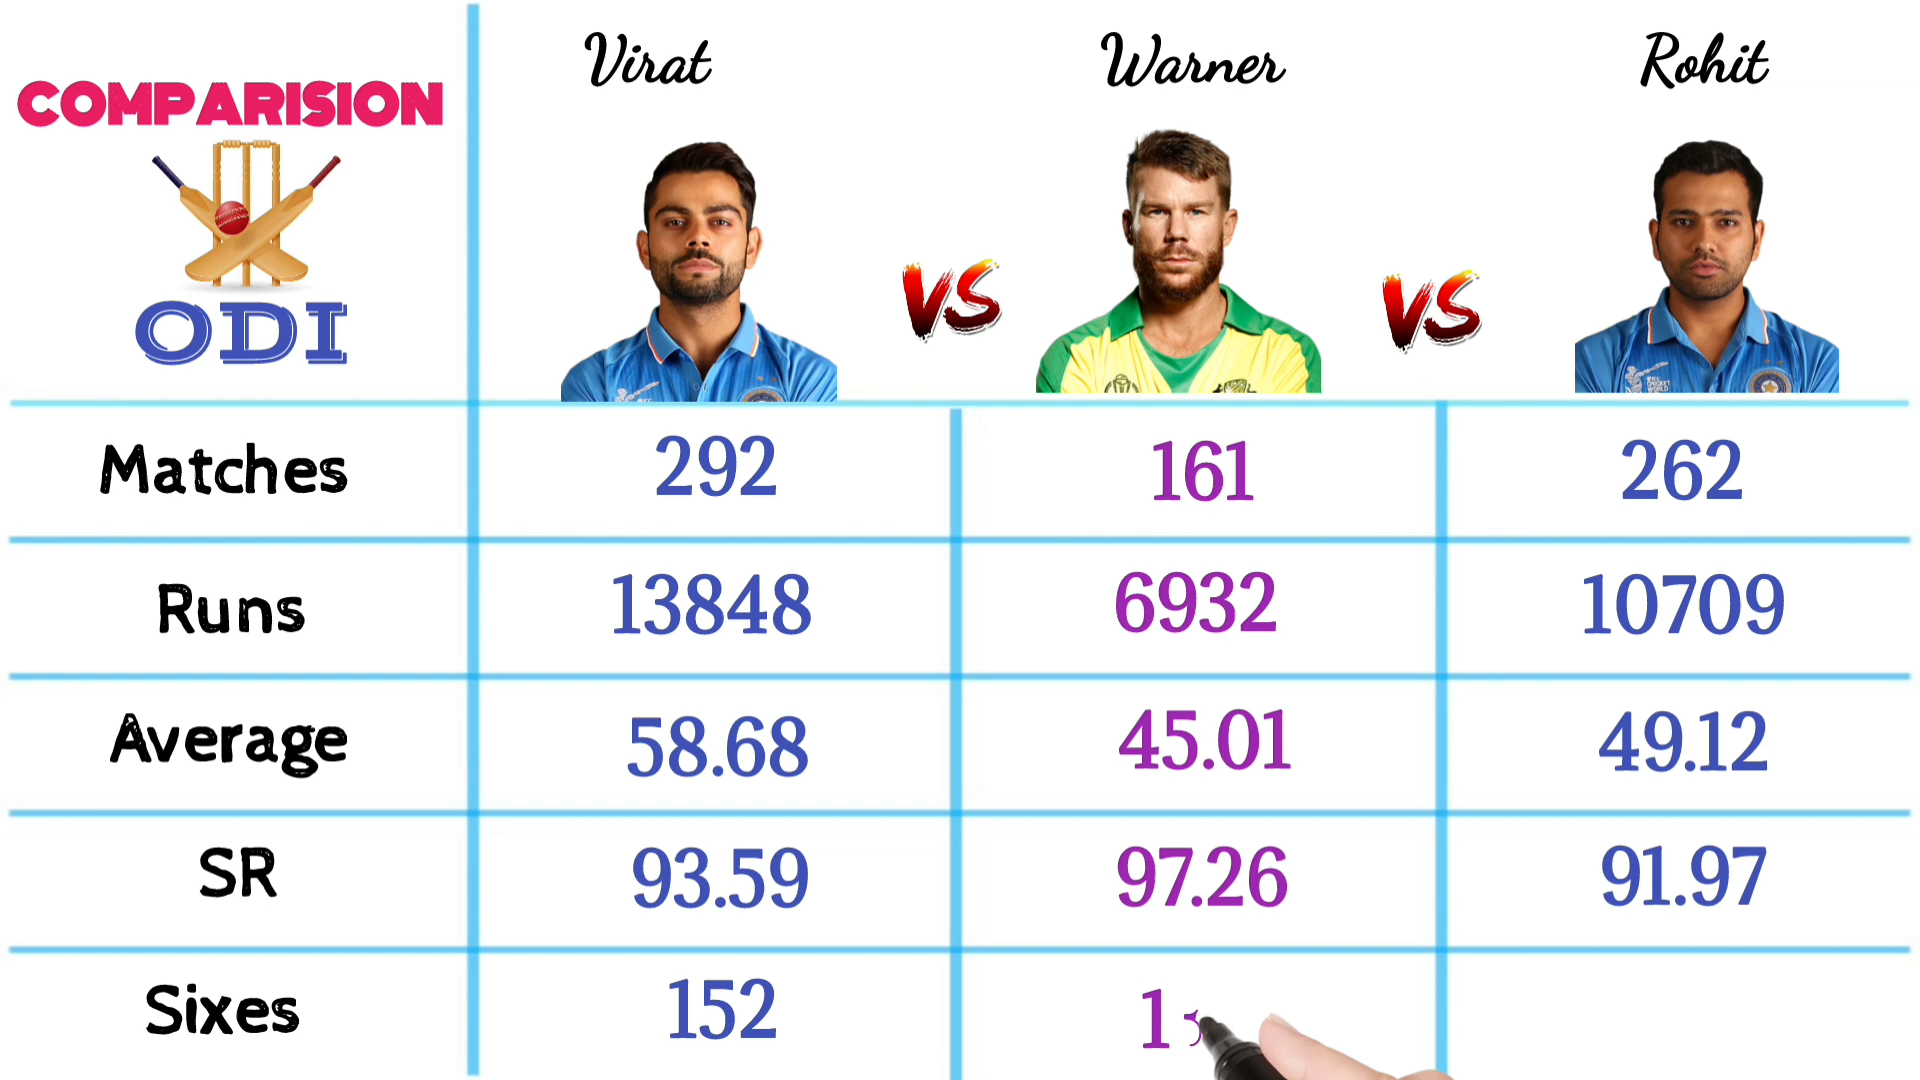 Virat Warner Rohit
COMPARISION
VS VS
ODI
Matches 292 161 262
Runs 13848 6932 10709
Average 58.68 45.01 49.12
SR 93.59 97.26 91.97
Sixes 152 1